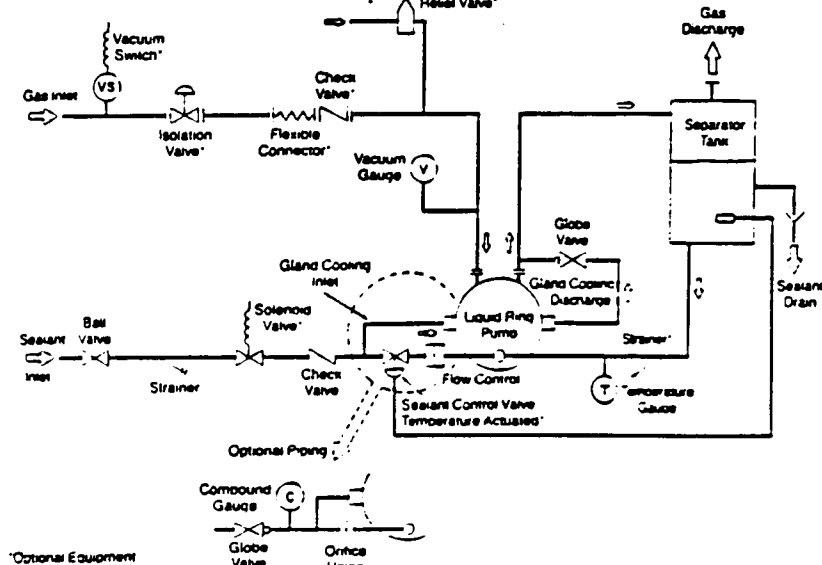 Relief Valve*
Gas
Discharge
Vacuum
Switch*
VS1
Gas Inlet
Isolation
Valve*
Flexible
Connector*
Check
Valve*
Vacuum
Gauge
V
Separator
Tank
Globe
Valve
Gland Cooling
Discharge
Sealant
Drain
Gland Cooling
Inlet
Liquid Ring
Pump
Solenoid
Valve*
Ball
Valve
Sealant
Inlet
Strainer
Check
Valve
Flow Control
Strainer*
T
Temperature
Gauge
Sealant Control Valve
Temperature Actuated*
Optional Piping
Compound
Gauge
C
Globe
Valve
Orifice
*Optional Equipment